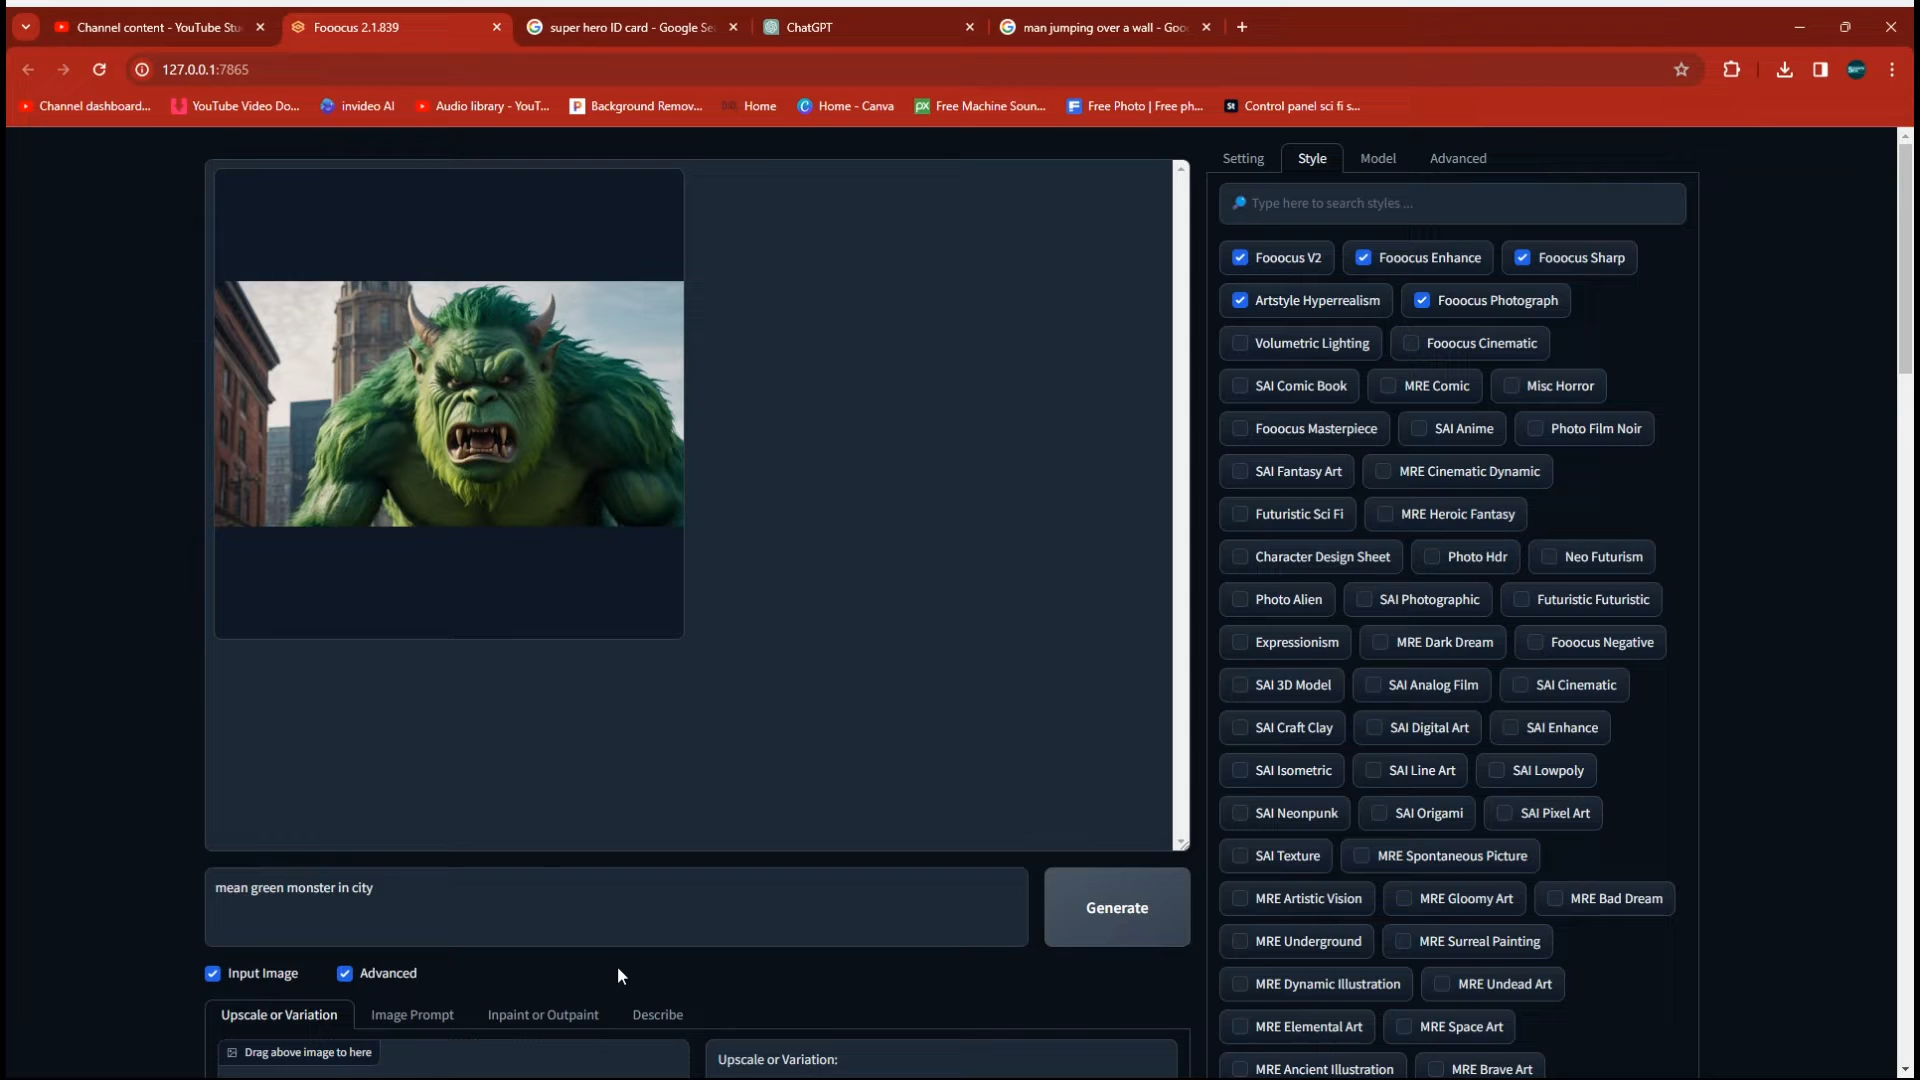 Channel content - YouTube Stu
Fooocus 2.1.839
super hero ID card - Google Se
ChatGPT
man jumping over a wall - Goo
127.0.0.1:7865
Channel dashboard...
YouTube Video Do...
invideo AI
Audio library - YouT...
Background Remov...
Home
Home - Canva
Free Machine Soun...
Free Photo | Free ph...
Control panel sci fi s...
Setting
Style
Model
Advanced
Type here to search styles ...
Fooocus V2
Fooocus Enhance
Fooocus Sharp
Artstyle Hyperrealism
Fooocus Photograph
Volumetric Lighting
Fooocus Cinematic
SAI Comic Book
MRE Comic
Misc Horror
Fooocus Masterpiece
SAI Anime
Photo Film Noir
SAI Fantasy Art
MRE Cinematic Dynamic
Futuristic Sci Fi
MRE Heroic Fantasy
Character Design Sheet
Photo Hdr
Neo Futurism
Photo Alien
SAI Photographic
Futuristic Futuristic
Expressionism
MRE Dark Dream
Fooocus Negative
SAI 3D Model
SAI Analog Film
SAI Cinematic
SAI Craft Clay
SAI Digital Art
SAI Enhance
SAI Isometric
SAI Line Art
SAI Lowpoly
SAI Neonpunk
SAI Origami
SAI Pixel Art
SAI Texture
MRE Spontaneous Picture
MRE Artistic Vision
MRE Gloomy Art
MRE Bad Dream
MRE Underground
MRE Surreal Painting
MRE Dynamic Illustration
MRE Undead Art
MRE Elemental Art
MRE Space Art
MRE Ancient Illustration
MRE Brave Art
mean green monster in city
Generate
Input Image
Advanced
Upscale or Variation
Image Prompt
Inpaint or Outpaint
Describe
Drag above image to here
Upscale or Variation: